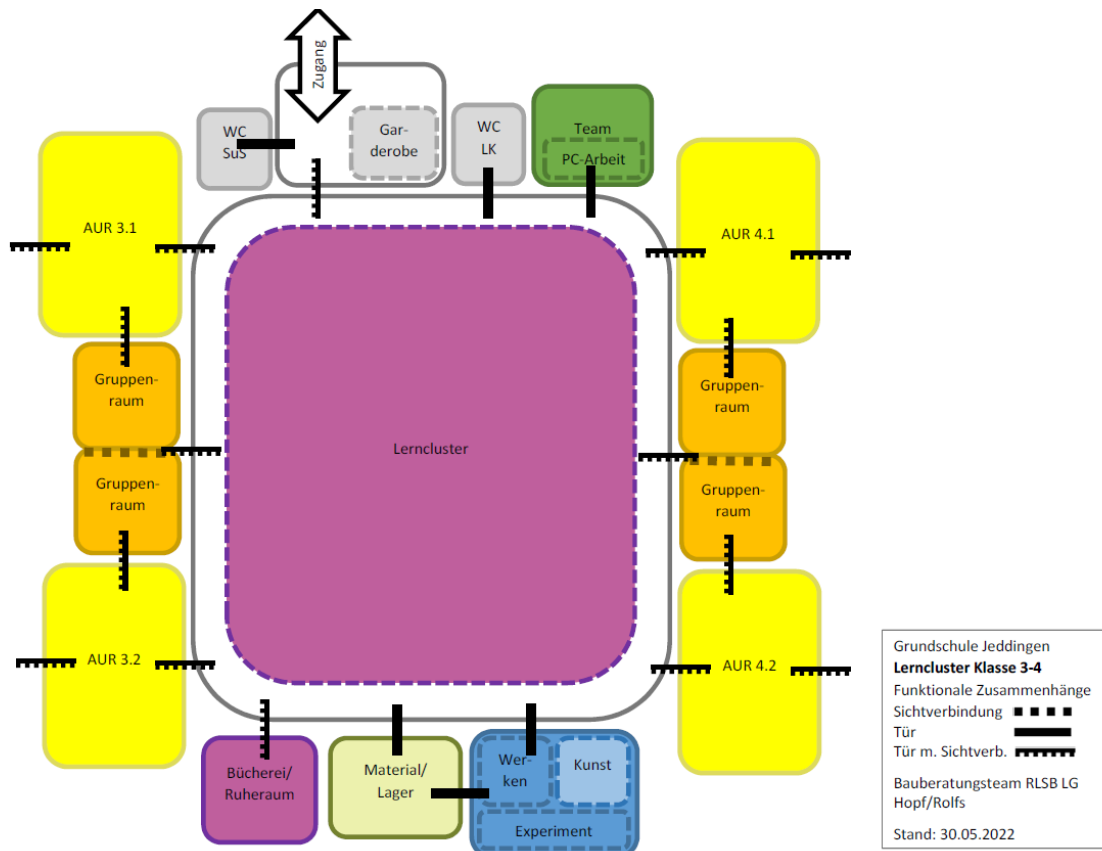 Zugang
WC
SuS
Gar-
derobe
WC
LK
Team
PC-Arbeit
AUR 3.1
AUR 4.1
Gruppen-
raum
Gruppen-
raum
Lerncluster
Gruppen-
raum
Gruppen-
raum
AUR 3.2
AUR 4.2
Bücherei/
Ruheraum
Material/
Lager
Wer-
ken
Kunst
Experiment
Grundschule Jeddingen
Lerncluster Klasse 3-4
Funktionale Zusammenhänge
Sichtverbindung
Tür
Tür m. Sichtverb.
Bauberatungsteam RLSB LG
Hopf/Rolfs
Stand: 30.05.2022